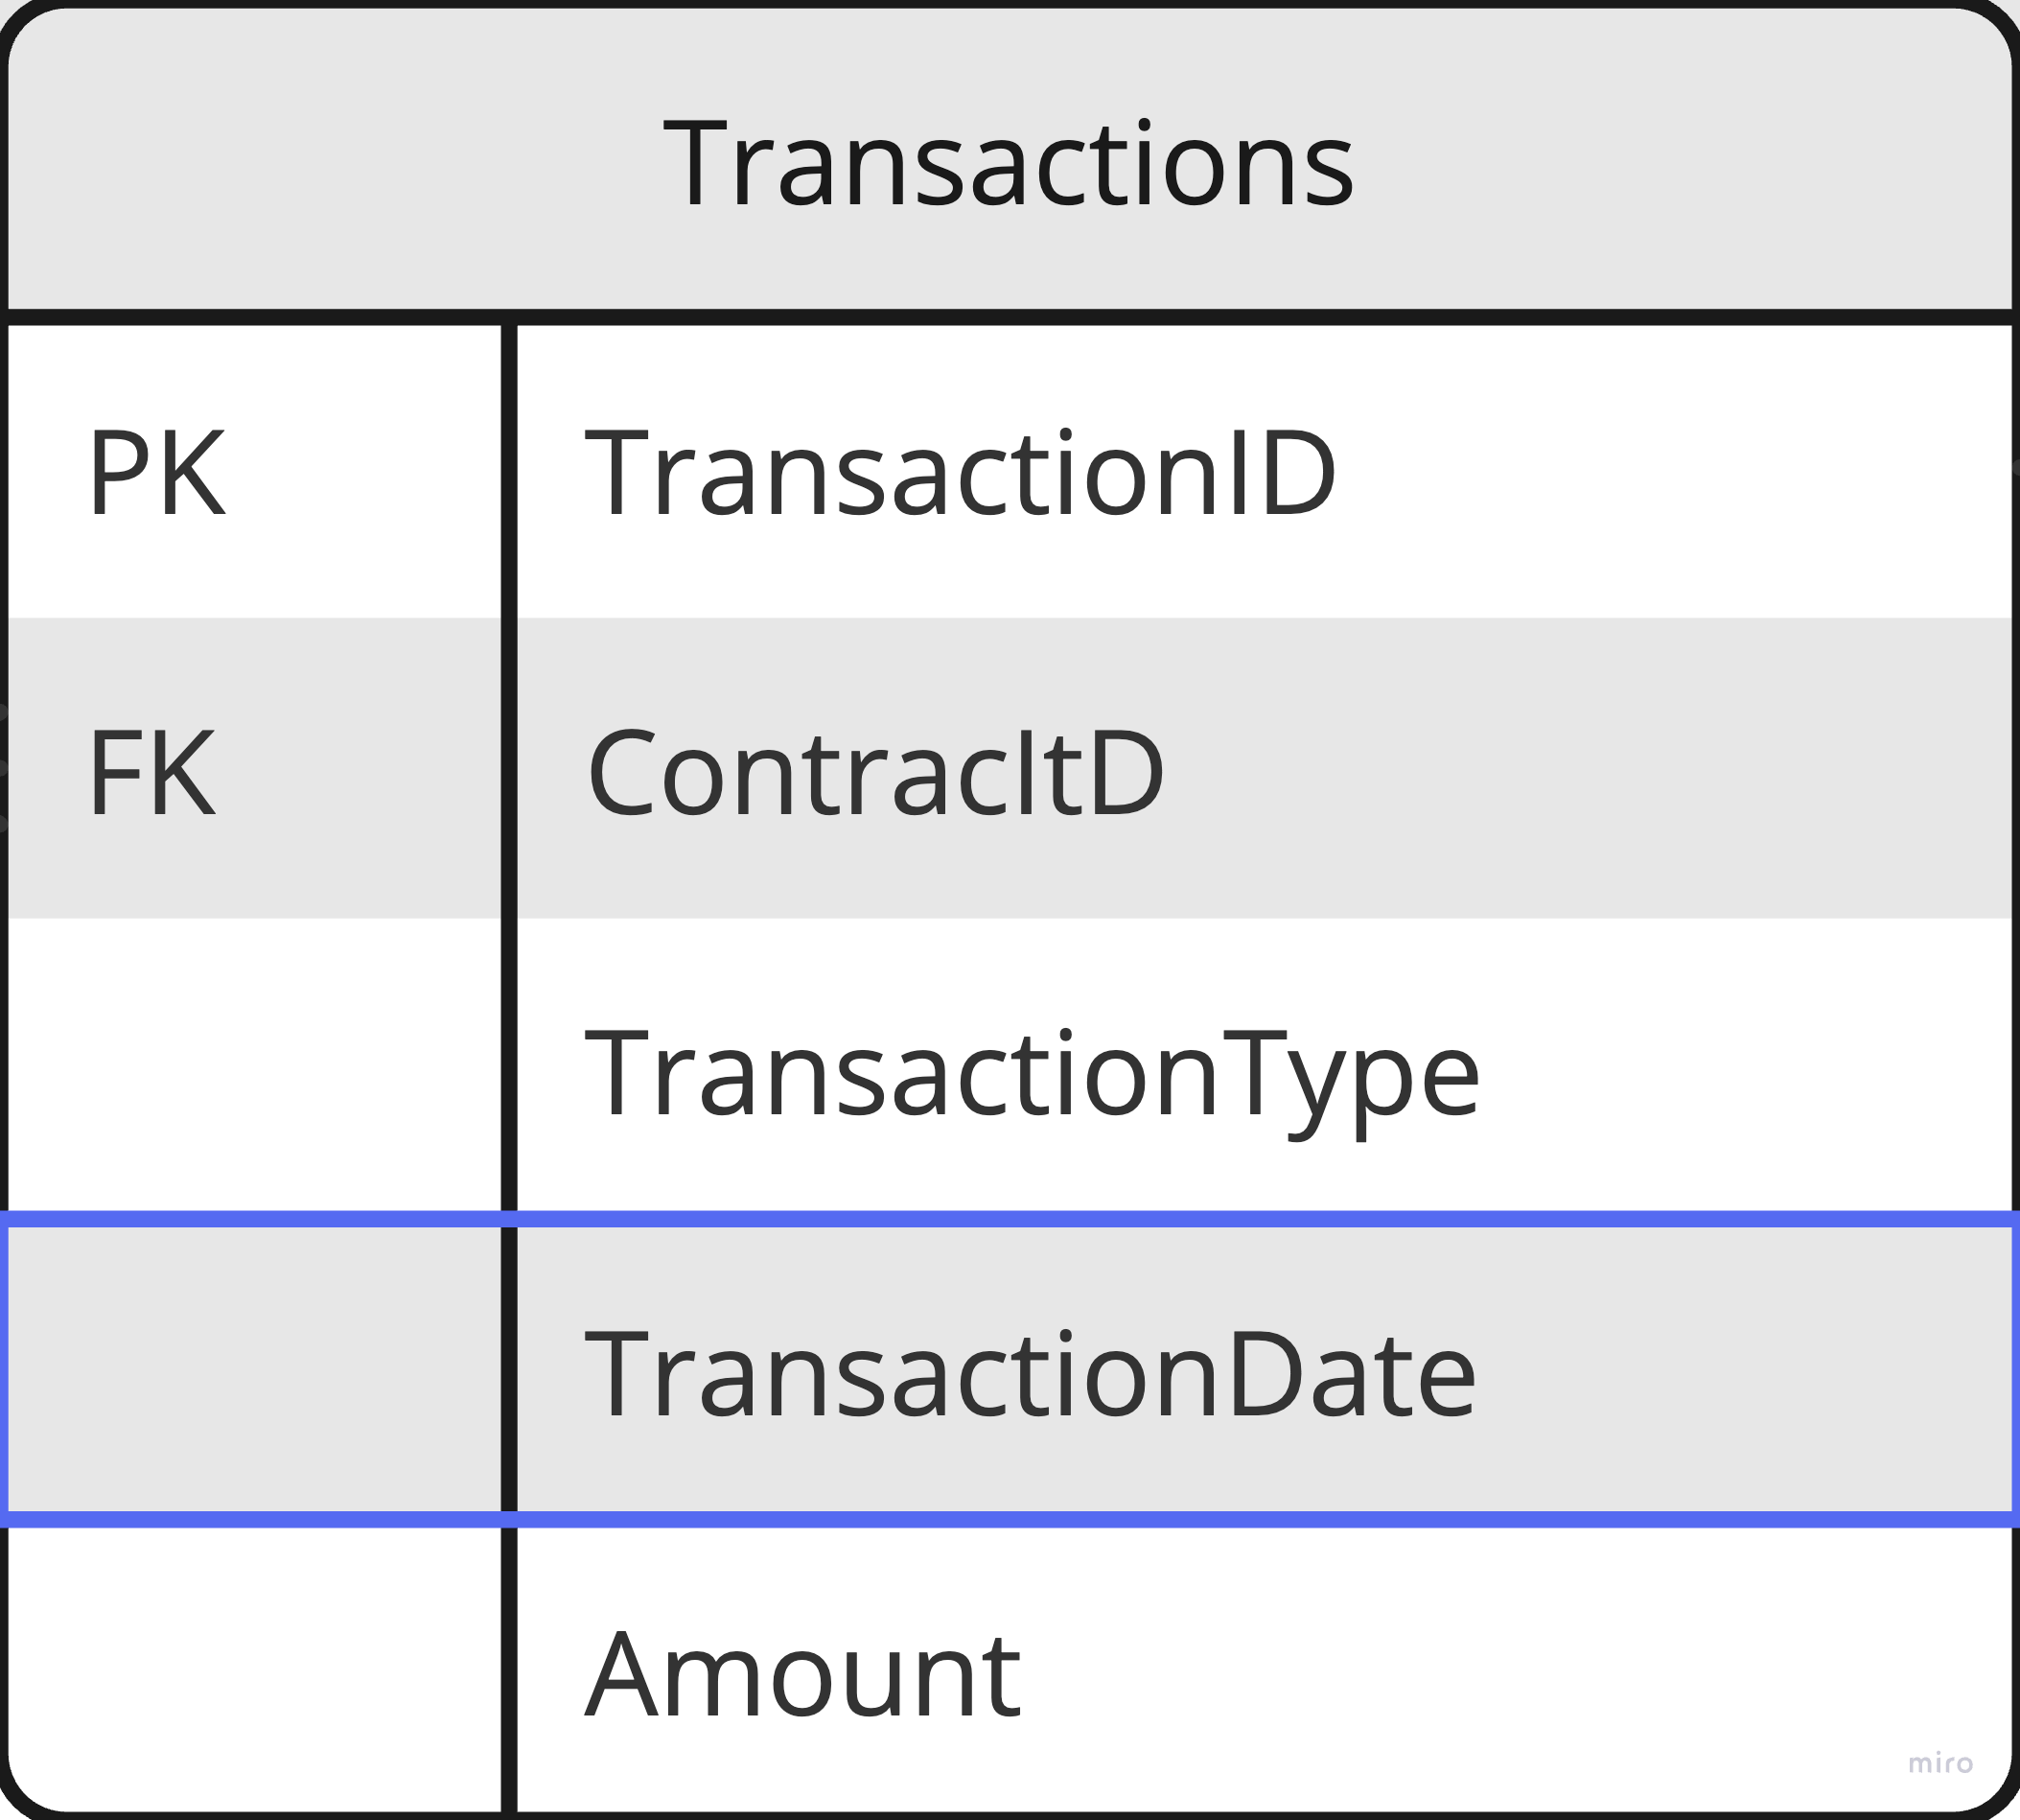 Transactions
PK TransactionID
FK ContracItD
TransactionType
TransactionDate
Amount
miro